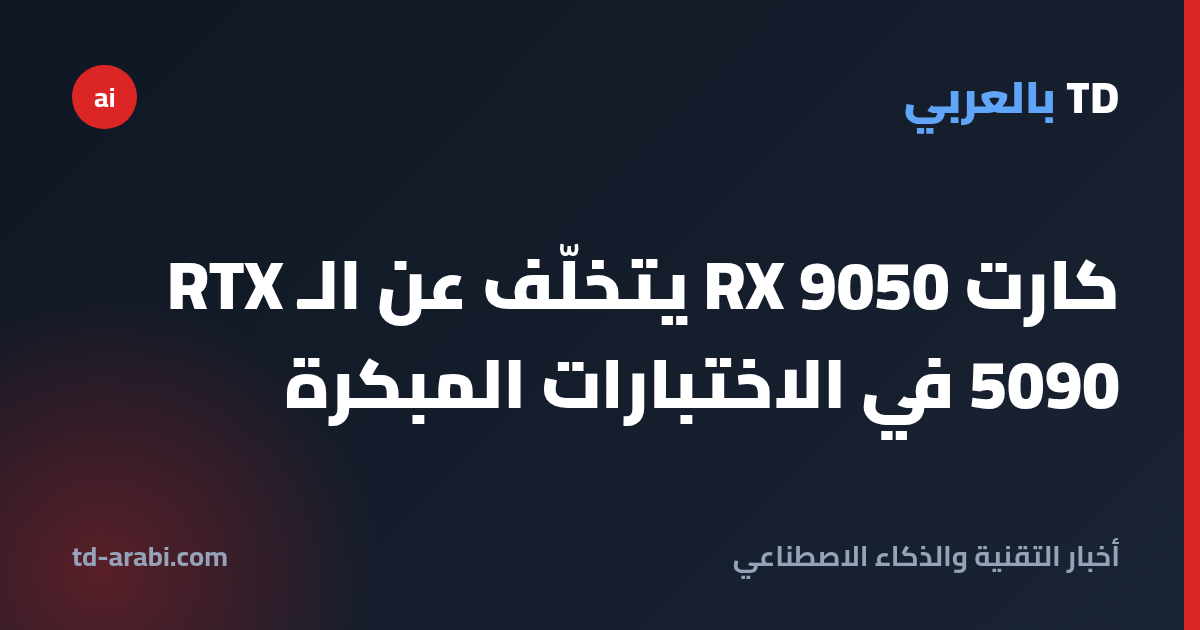 TD بالعربي
ai
كارت RX 9050 يتخلّف عن الـ RTX
5090 في الاختبارات المبكرة
أخبار التقنية والذكاء الاصطناعي
td-arabi.com